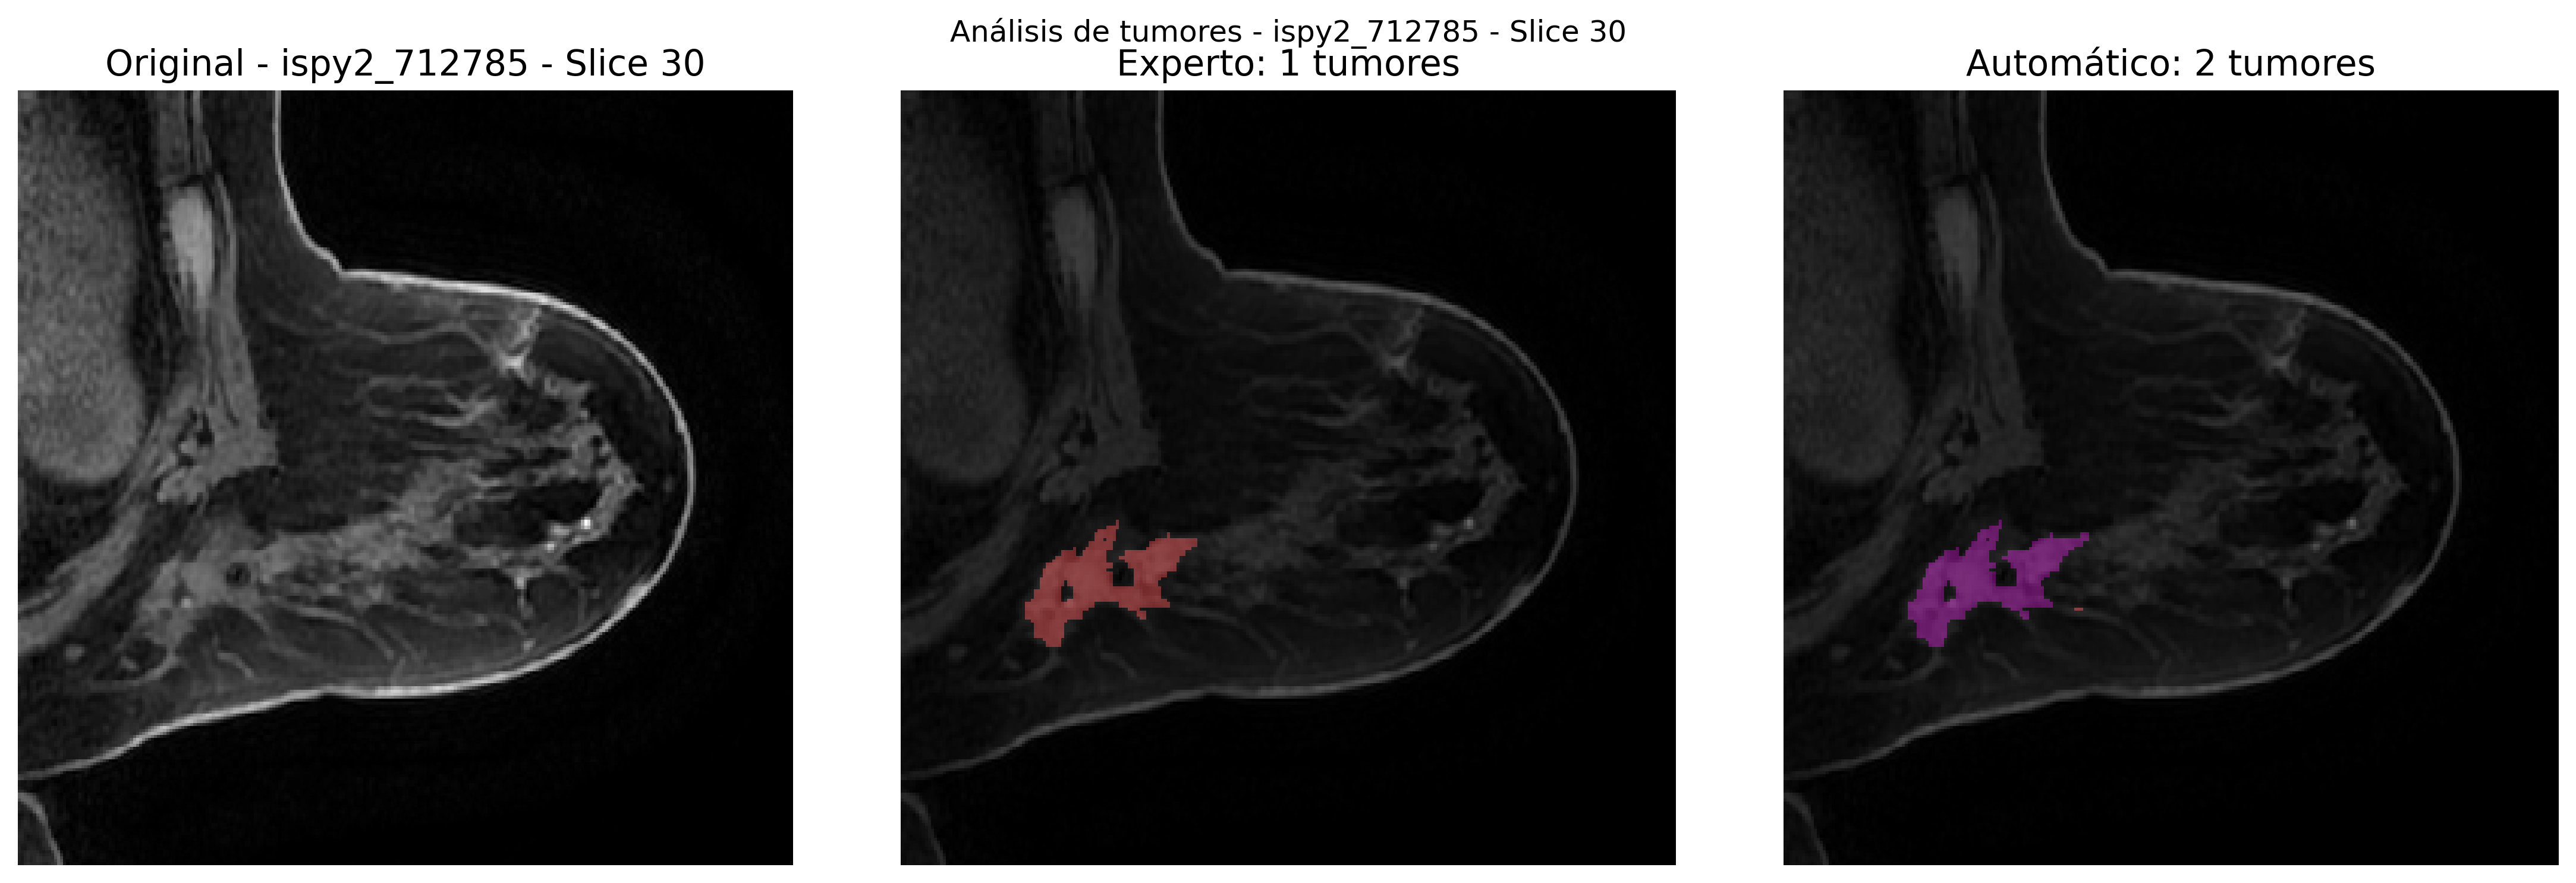 Análisis de tumores - ispy2_712785 - Slice 30
Original - ispy2_712785 - Slice 30
Experto: 1 tumores
Automático: 2 tumores